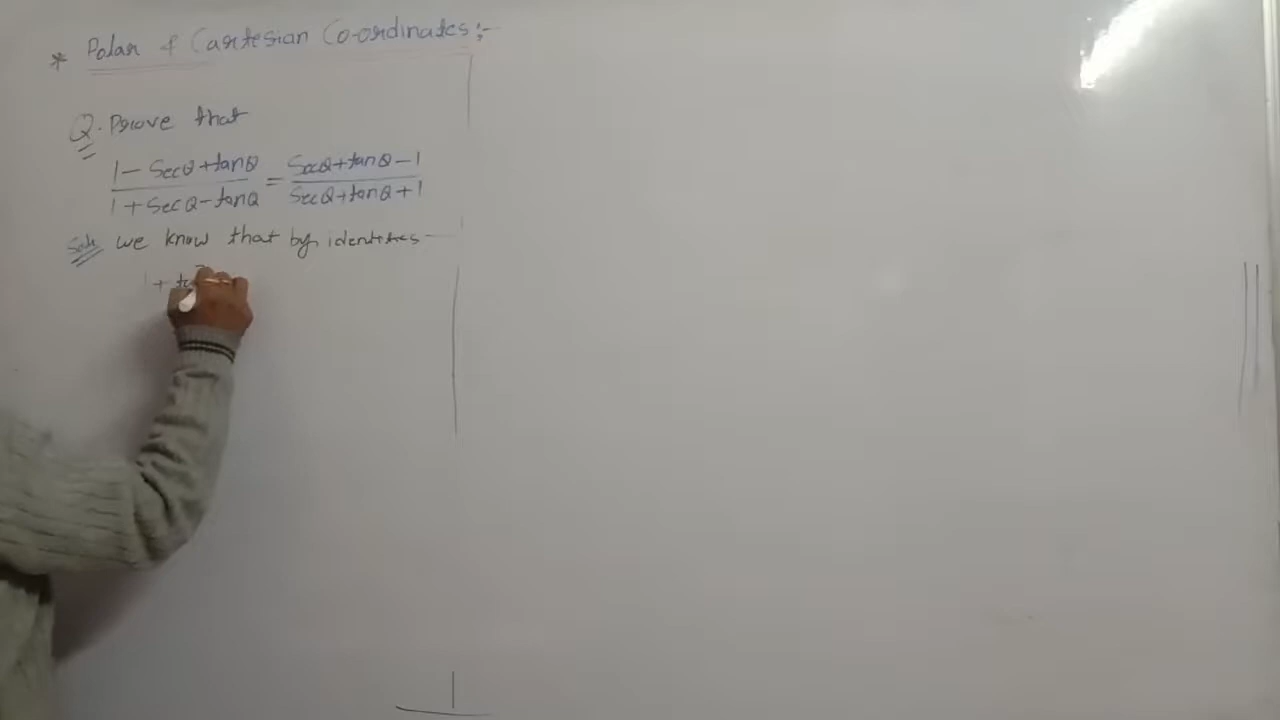 * Polar & Cartesian Co-ordinates:-
Q. Prove that
1 - Secθ + tanθ / 1 + Secθ - tanθ = Secθ + tanθ - 1 / Secθ + tanθ + 1
Soln we know that by identities
1 +